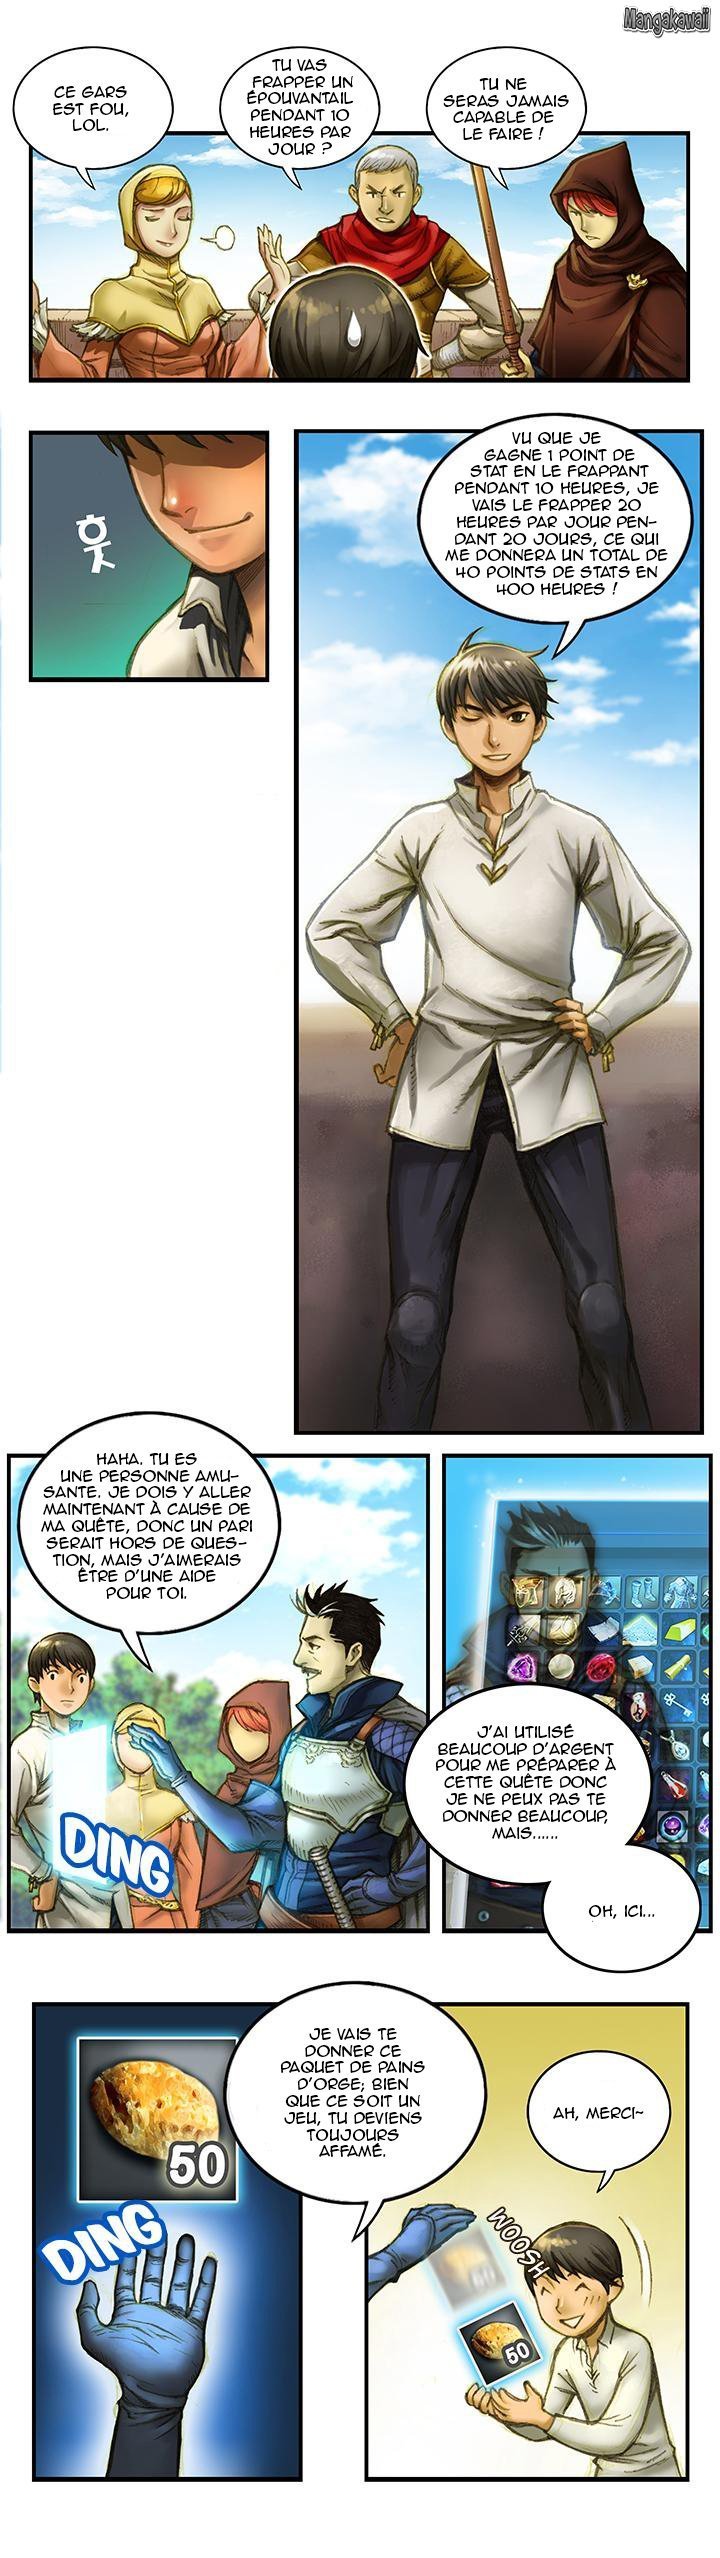 Mangakawaii
CE GARS
EST FOU,
LOL.
TU VAS
FRAPPER UN
ÉPOUVANTAIL
PENDANT 10
HEURES PAR
JOUR ?
TU NE
SERAS JAMAIS
CAPABLE DE
LE FAIRE !
훗
VU QUE JE
GAGNE 1 POINT DE
STAT EN LE FRAPPANT
PENDANT 10 HEURES, JE
VAIS LE FRAPPER 20
HEURES PAR JOUR PEN-
DANT 20 JOURS, CE QUI
ME DONNERA UN TOTAL DE
40 POINTS DE STATS EN
400 HEURES !
HAHA. TU ES
UNE PERSONNE AMU-
SANTE. JE DOIS Y ALLER
MAINTENANT À CAUSE DE
MA QUÊTE, DONC UN PARI
SERAIT HORS DE QUES-
TION, MAIS J'AIMERAIS
ÊTRE D'UNE AIDE
POUR TOI.
DING
J'AI UTILISÉ
BEAUCOUP D'ARGENT
POUR ME PRÉPARER À
CETTE QUÊTE DONC
JE NE PEUX PAS TE
DONNER BEAUCOUP,
MAIS......
OH, ICI...
JE VAIS TE
DONNER CE
PAQUET DE PAINS
D'ORGE; BIEN
QUE CE SOIT UN
JEU, TU DEVIENS
TOUJOURS
AFFAMÉ.
50
DING
AH, MERCI~
WOOSH
50
50